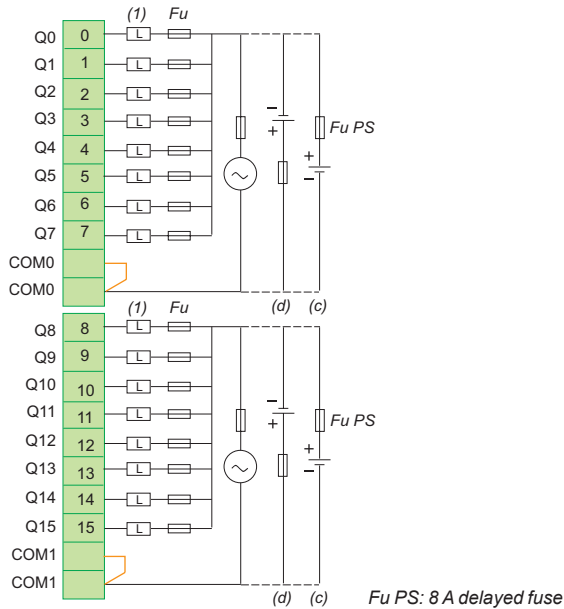 (1) Fu
Q0 0 L
Q1 1 L
Q2 2 L
Q3 3 L
Fu PS
Q4 4 L
Q5 5 L
Q6 6 L
Q7 7 L
COM0
COM0
(d) (c)
(1) Fu
Q8 8 L
Q9 9 L
Q10 10 L
Q11 11 L
Fu PS
Q12 12 L
Q13 13 L
Q14 14 L
Q15 15 L
COM1
COM1
(d) (c)
Fu PS: 8 A delayed fuse